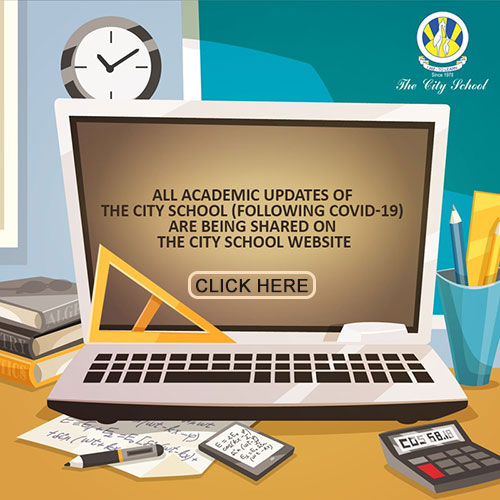 Since 1978
The City School
ALL ACADEMIC UPDATES OF
THE CITY SCHOOL (FOLLOWING COVID-19)
ARE BEING SHARED ON
THE CITY SCHOOL WEBSITE
CLICK HERE